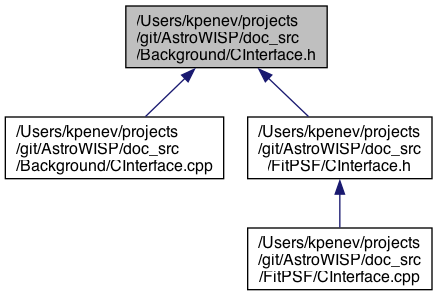 /Users/kpenev/projects
/git/AstroWISP/doc_src
/Background/CInterface.h
/Users/kpenev/projects
/git/AstroWISP/doc_src
/Background/CInterface.cpp
/Users/kpenev/projects
/git/AstroWISP/doc_src
/FitPSF/CInterface.h
/Users/kpenev/projects
/git/AstroWISP/doc_src
/FitPSF/CInterface.cpp